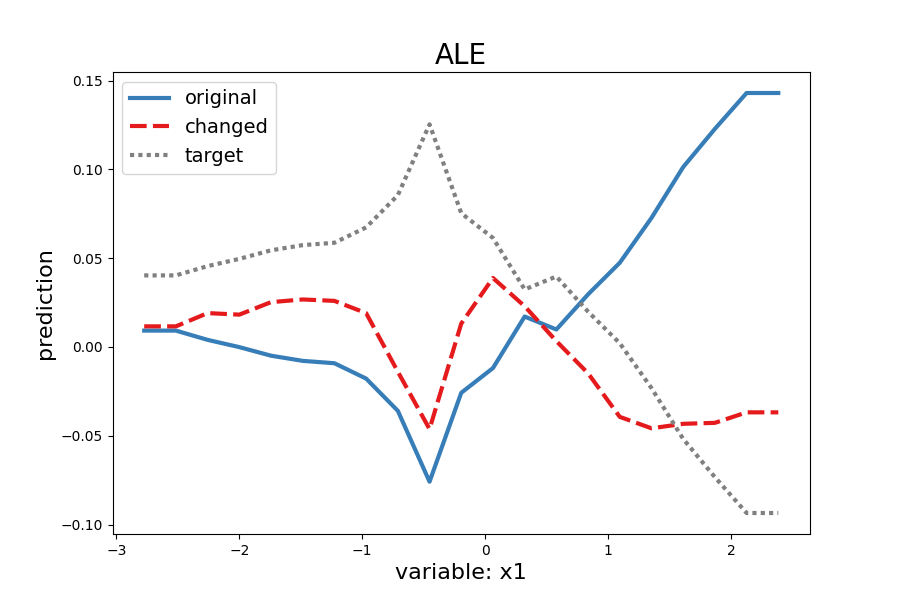 ALE
original
changed
target
0.15
0.10
0.05
0.00
−0.05
−0.10
prediction
−3
−2
−1
0
1
2
variable: x1